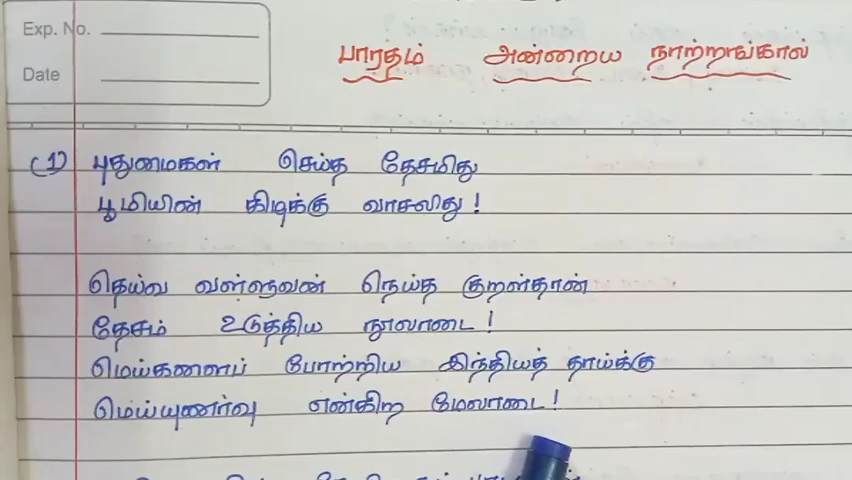 Exp. No.
பாரதம் அன்றைய நாற்றங்கால்
Date
(1) புதுமைகள் செய்த தேசமிது
பூமியின் கிடிக்கு வாசலிது!
தெய்வ வள்ளுவன் நெய்த குறள்தான்
தேசம் உடுத்திய நூலாடை!
மெய்களைப் போற்றிய இந்தியத் தாய்க்கு
மெய்யுணர்வு என்கிற மேலாடை!